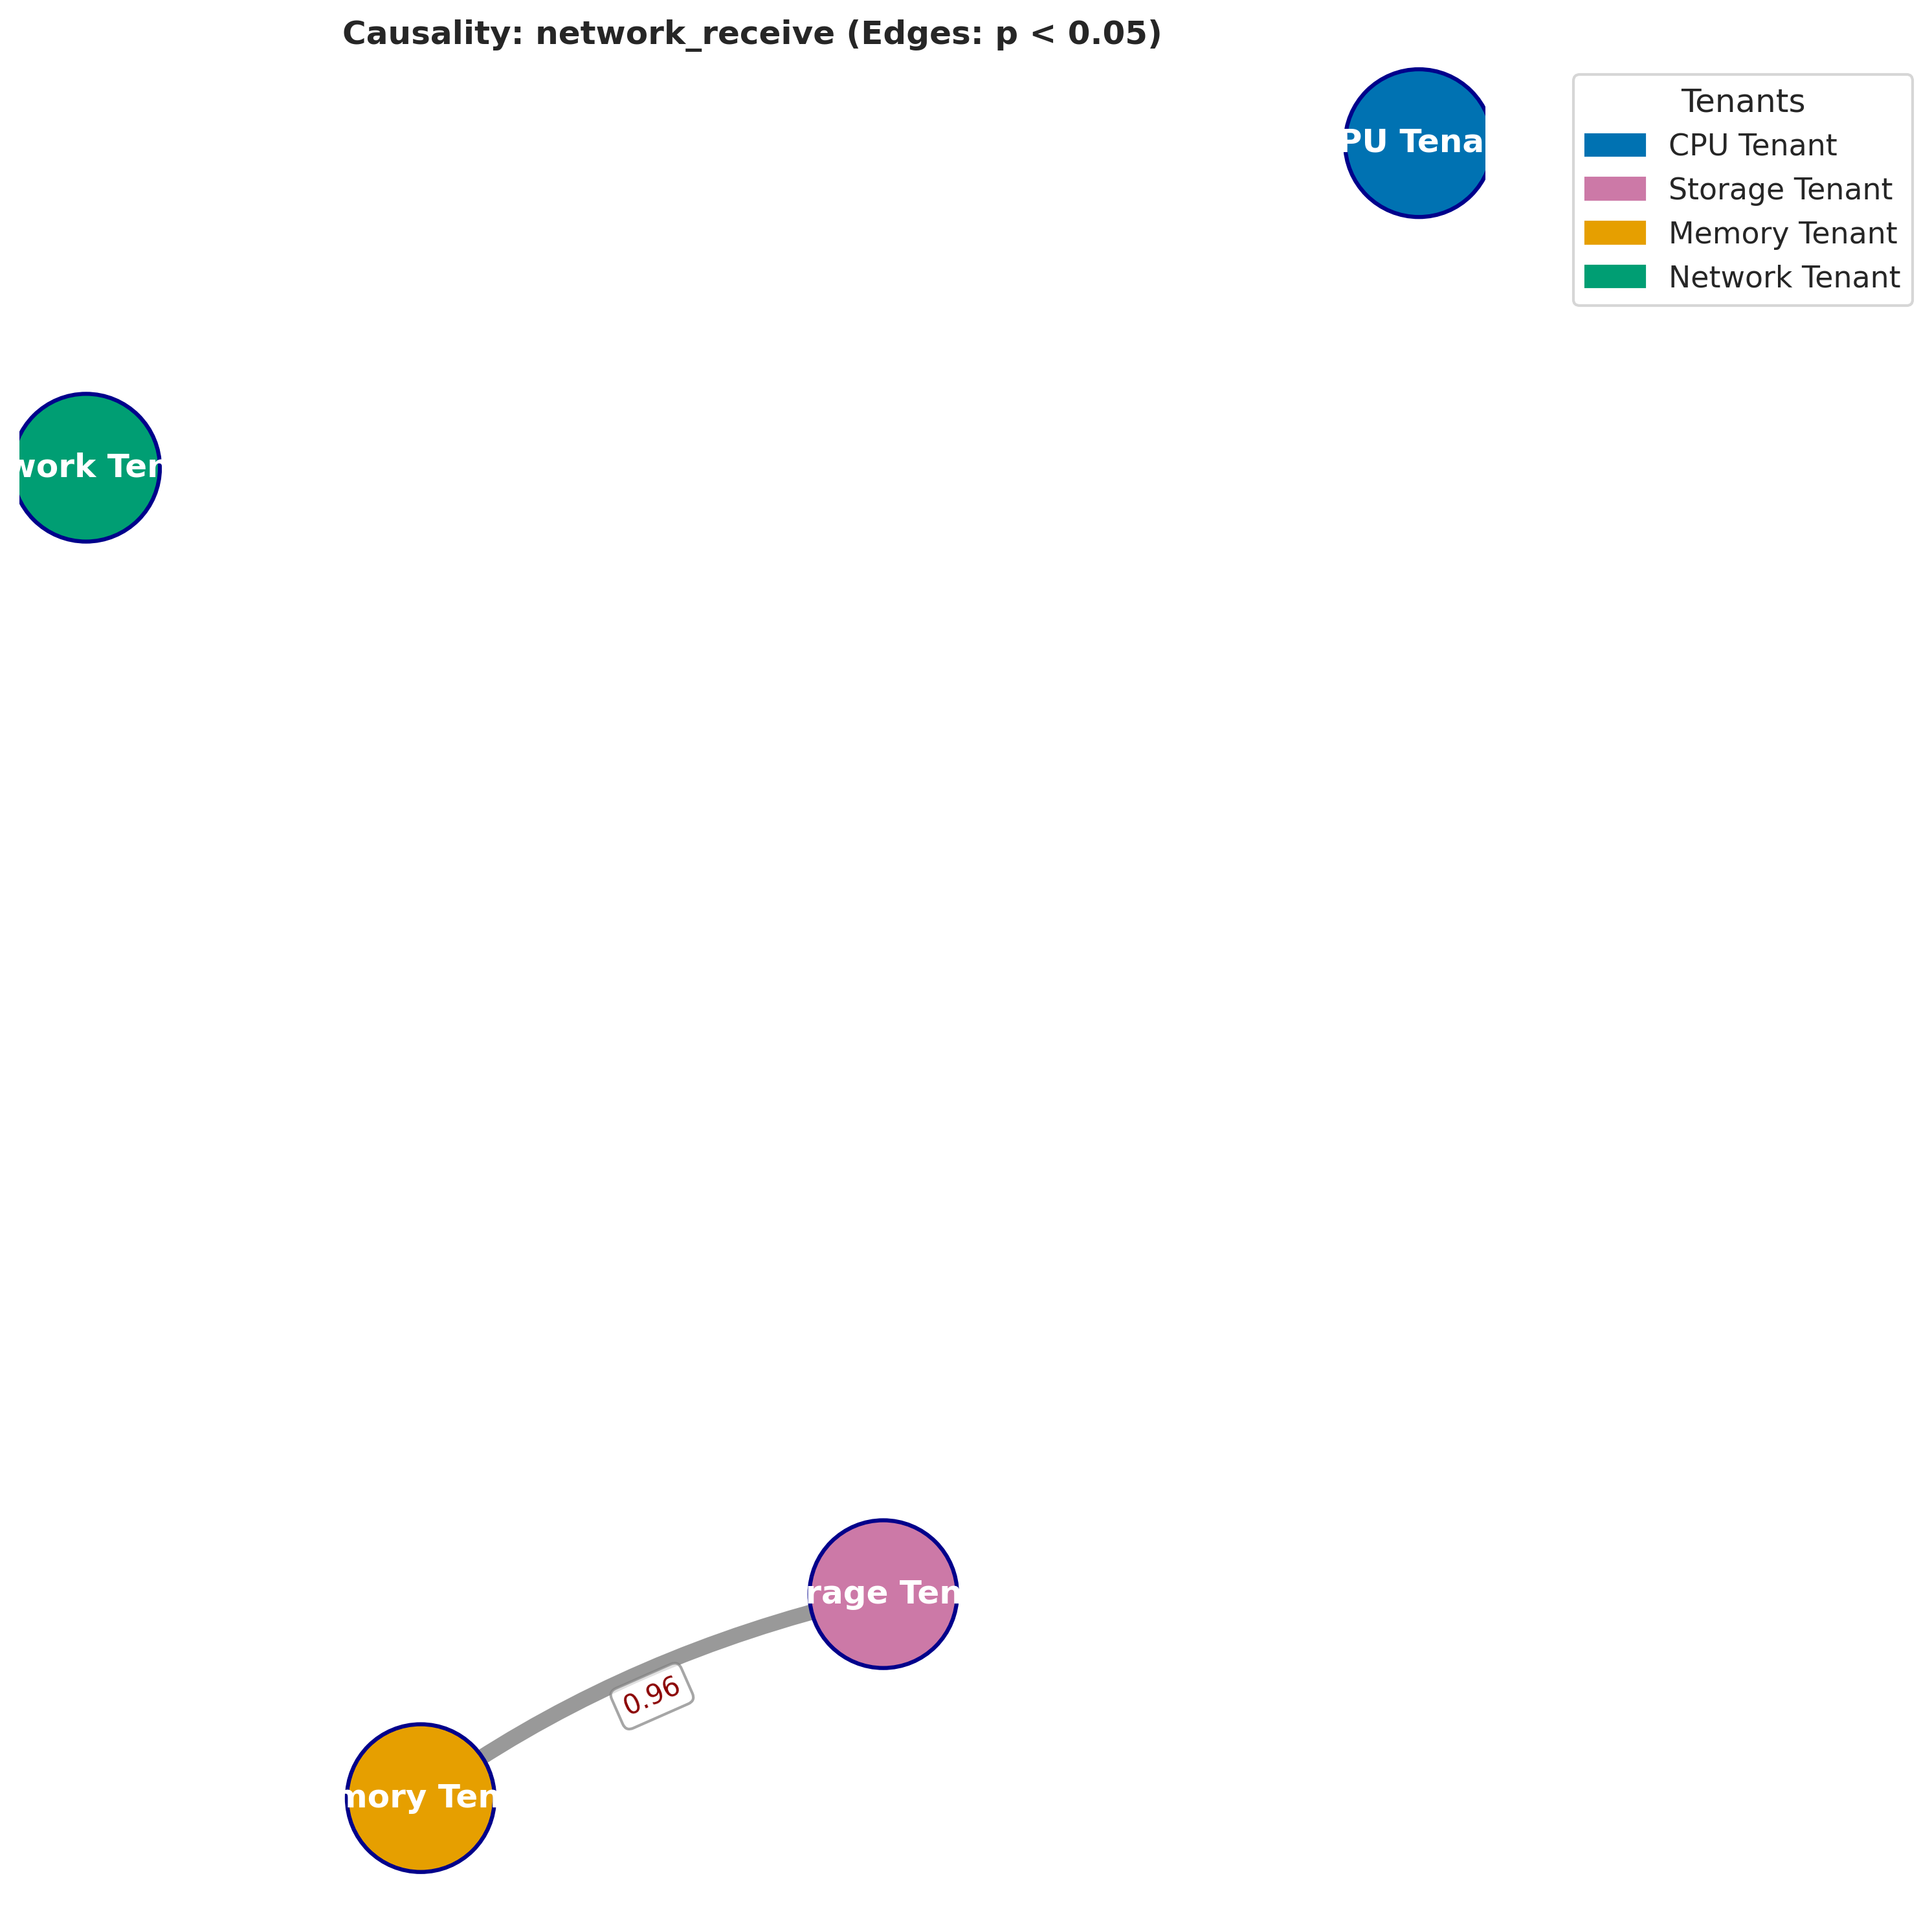 Causality: network_receive (Edges: p < 0.05)
PU Tena
Tenants
CPU Tenant
Storage Tenant
Memory Tenant
Network Tenant
work Ten
rage Ten
0.96
mory Ten